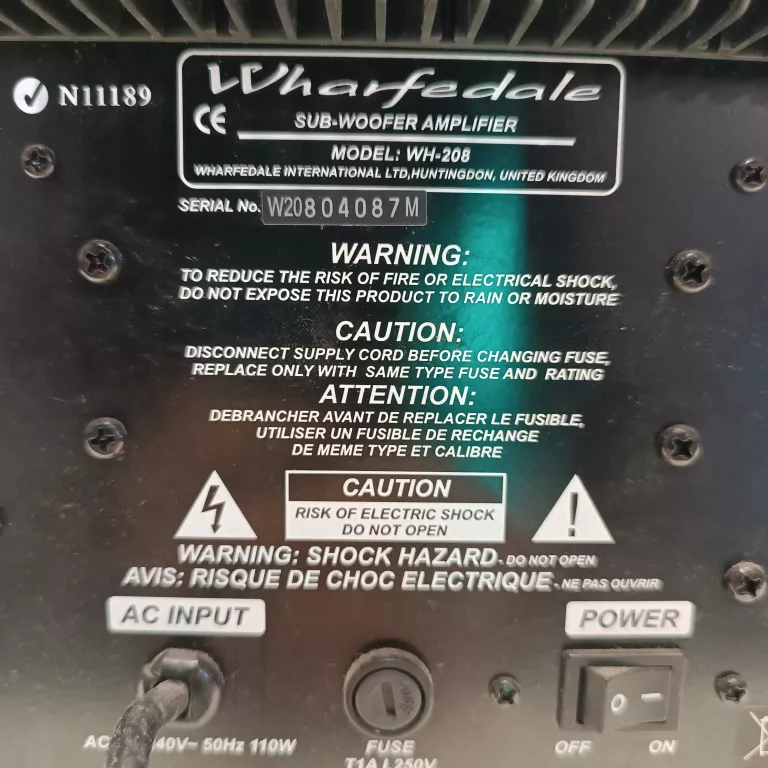 N11189
Wharfedale
CE
SUB-WOOFER AMPLIFIER
MODEL: WH-208
WHARFEDALE INTERNATIONAL LTD,HUNTINGDON, UNITED KINGDOM
SERIAL No. W20804087M
WARNING:
TO REDUCE THE RISK OF FIRE OR ELECTRICAL SHOCK,
DO NOT EXPOSE THIS PRODUCT TO RAIN OR MOISTURE
CAUTION:
DISCONNECT SUPPLY CORD BEFORE CHANGING FUSE,
REPLACE ONLY WITH SAME TYPE FUSE AND RATING
ATTENTION:
DEBRANCHER AVANT DE REPLACER LE FUSIBLE,
UTILISER UN FUSIBLE DE RECHANGE
DE MEME TYPE ET CALIBRE
CAUTION
RISK OF ELECTRIC SHOCK
DO NOT OPEN
WARNING: SHOCK HAZARD-DO NOT OPEN
AVIS: RISQUE DE CHOC ELECTRIQUE-NE PAS OUVRIR
AC INPUT
POWER
AC 40V~ 50Hz 110W
FUSE
T1A L250V
OFF
ON